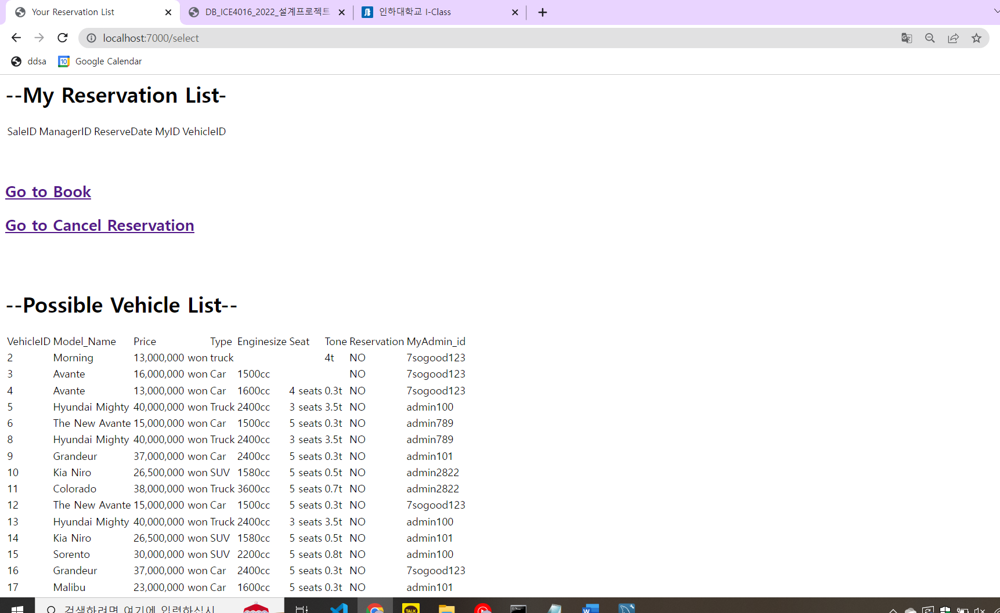 Your Reservation List
DB_ICE4016_2022_설계프로젝트
인하대학교 I-Class
localhost:7000/select
ddsa
10 Google Calendar
--My Reservation List-
SaleID ManagerID ReserveDate MyID VehicleID
Go to Book
Go to Cancel Reservation
--Possible Vehicle List--
VehicleID Model_Name Price Type Enginesize Seat Tone Reservation MyAdmin_id
2 Morning 13,000,000 won truck 4t NO 7sogood123
3 Avante 16,000,000 won Car 1500cc NO 7sogood123
4 Avante 13,000,000 won Car 1600cc 4 seats 0.3t NO 7sogood123
5 Hyundai Mighty 40,000,000 won Truck 2400cc 3 seats 3.5t NO admin100
6 The New Avante 15,000,000 won Car 1500cc 5 seats 0.3t NO admin789
8 Hyundai Mighty 40,000,000 won Truck 2400cc 3 seats 3.5t NO admin789
9 Grandeur 37,000,000 won Car 2400cc 5 seats 0.3t NO admin101
10 Kia Niro 26,500,000 won SUV 1580cc 5 seats 0.5t NO admin2822
11 Colorado 38,000,000 won Truck 3600cc 5 seats 0.7t NO admin2822
12 The New Avante 15,000,000 won Car 1500cc 5 seats 0.3t NO 7sogood123
13 Hyundai Mighty 40,000,000 won Truck 2400cc 3 seats 3.5t NO admin100
14 Kia Niro 26,500,000 won SUV 1580cc 5 seats 0.5t NO admin101
15 Sorento 30,000,000 won SUV 2200cc 5 seats 0.8t NO admin100
16 Grandeur 37,000,000 won Car 2400cc 5 seats 0.3t NO 7sogood123
17 Malibu 23,000,000 won Car 1600cc 5 seats 0.3t NO admin101
검색하려면 여기에 입력하십시
TALK